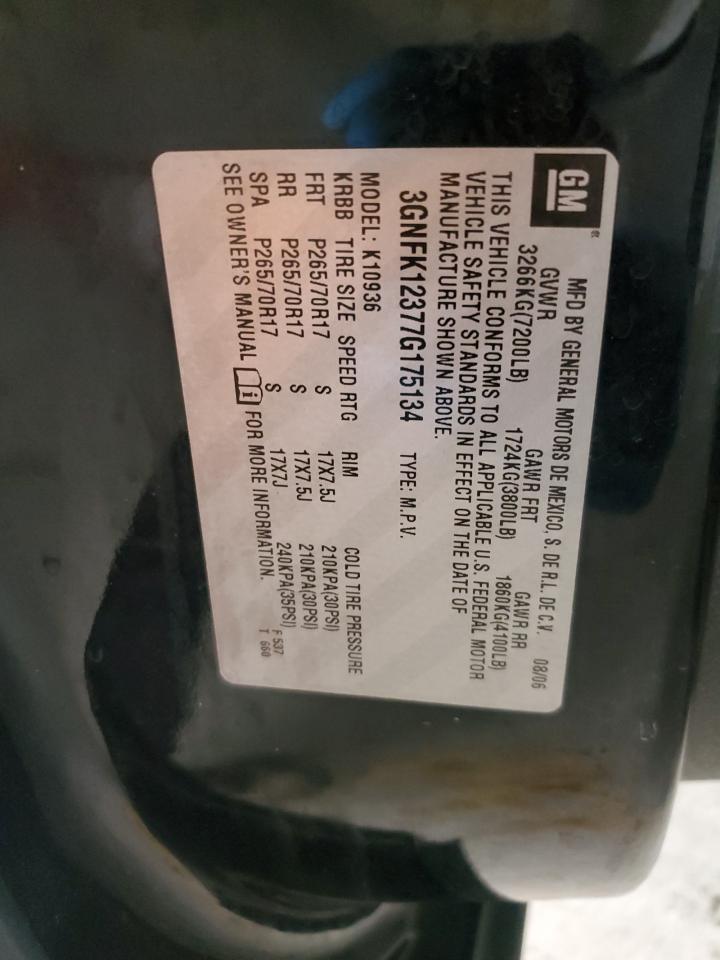 GM ®
MFD BY GENERAL MOTORS DE MEXICO, S. DE R.L. DE C.V. 08/06
GVWR GAWR FRT GAWR RR
3266KG(7200LB) 1724KG(3800LB) 1860KG(4100LB)
THIS VEHICLE CONFORMS TO ALL APPLICABLE U.S. FEDERAL MOTOR
VEHICLE SAFETY STANDARDS IN EFFECT ON THE DATE OF
MANUFACTURE SHOWN ABOVE.
3GNFK12377G175134 TYPE: M.P.V.
MODEL: K10936
KRBB TIRE SIZE SPEED RTG RIM COLD TIRE PRESSURE
FRT P265/70R17 S 17X7.5J 210KPA(30PSI)
RR P265/70R17 S 17X7.5J 210KPA(30PSI)
SPA P265/70R17 S 17X7J 240KPA(35PSI)
SEE OWNER'S MANUAL i FOR MORE INFORMATION.
F 537
T 660